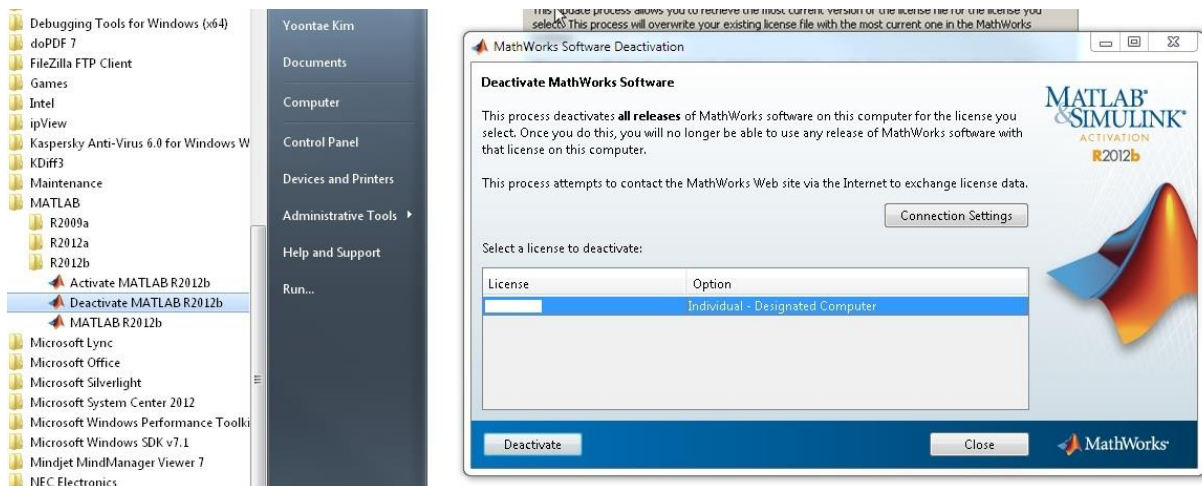 Debugging Tools for Windows (x64)
doPDF 7
FileZilla FTP Client
Games
Intel
ipView
Kaspersky Anti-Virus 6.0 for Windows W
KDiff3
Maintenance
MATLAB
R2009a
R2012a
R2012b
Activate MATLAB R2012b
Deactivate MATLAB R2012b
MATLAB R2012b
Microsoft Lync
Microsoft Office
Microsoft Silverlight
Microsoft System Center 2012
Microsoft Windows Performance Toolki
Microsoft Windows SDK v7.1
Mindjet MindManager Viewer 7
NEC Electronics
Yoontae Kim
Documents
Computer
Control Panel
Devices and Printers
Administrative Tools
Help and Support
Run...
This update process allows you to retrieve the most current version of the license file for the license you
select. This process will overwrite your existing license file with the most current one in the MathWorks
MathWorks Software Deactivation
Deactivate MathWorks Software
This process deactivates all releases of MathWorks software on this computer for the license you
select. Once you do this, you will no longer be able to use any release of MathWorks software with
that license on this computer.
This process attempts to contact the MathWorks Web site via the Internet to exchange license data.
Connection Settings
Select a license to deactivate:
License Option
Individual - Designated Computer
Deactivate
Close
MATLAB®
&SIMULINK®
ACTIVATION
R2012b
MathWorks®